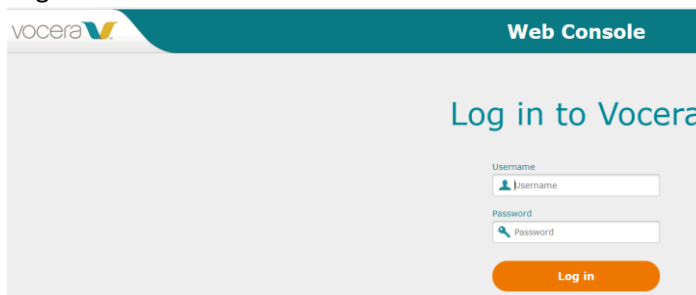 vocera
Web Console
Log in to Vocera
Username
Username
Password
Password
Log in